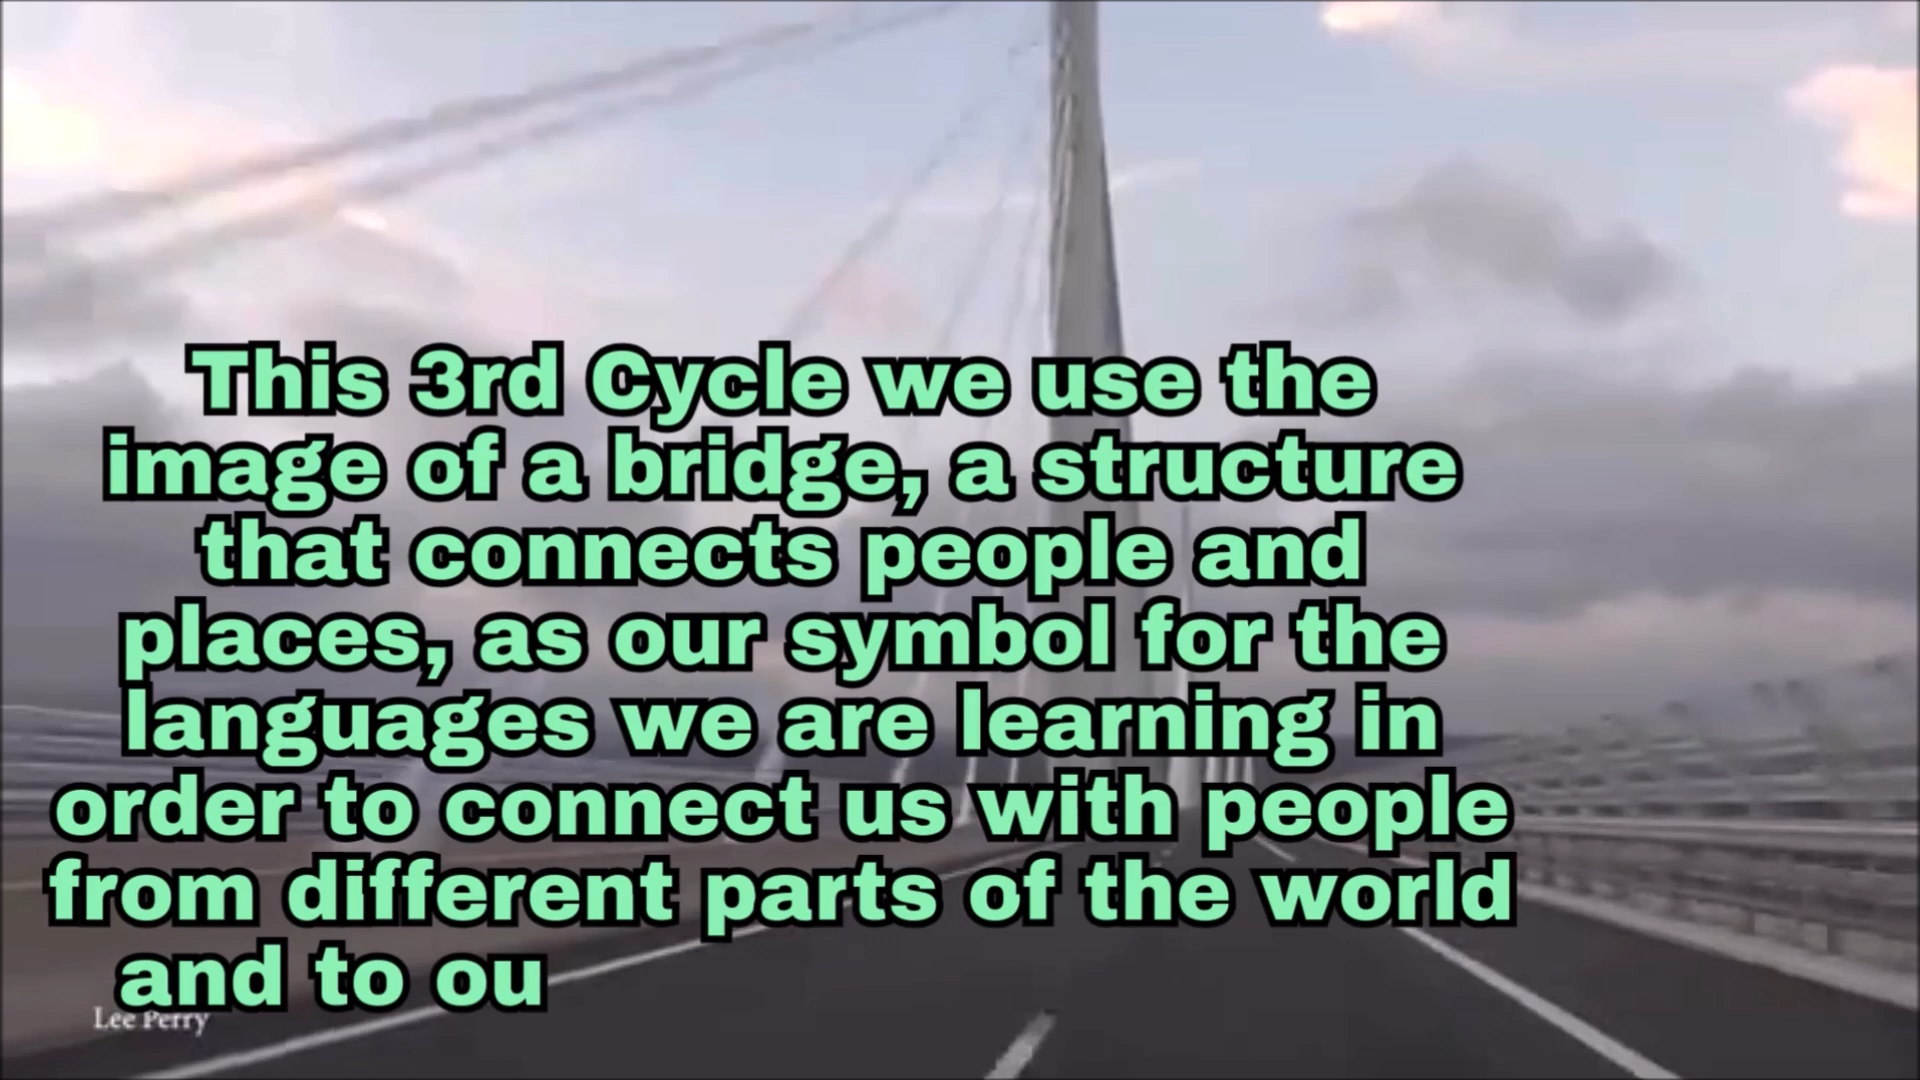 This 3rd Cycle we use the
image of a bridge, a structure
that connects people and
places, as our symbol for the
languages we are learning in
order to connect us with people
from different parts of the world
and to ou
Lee Perry